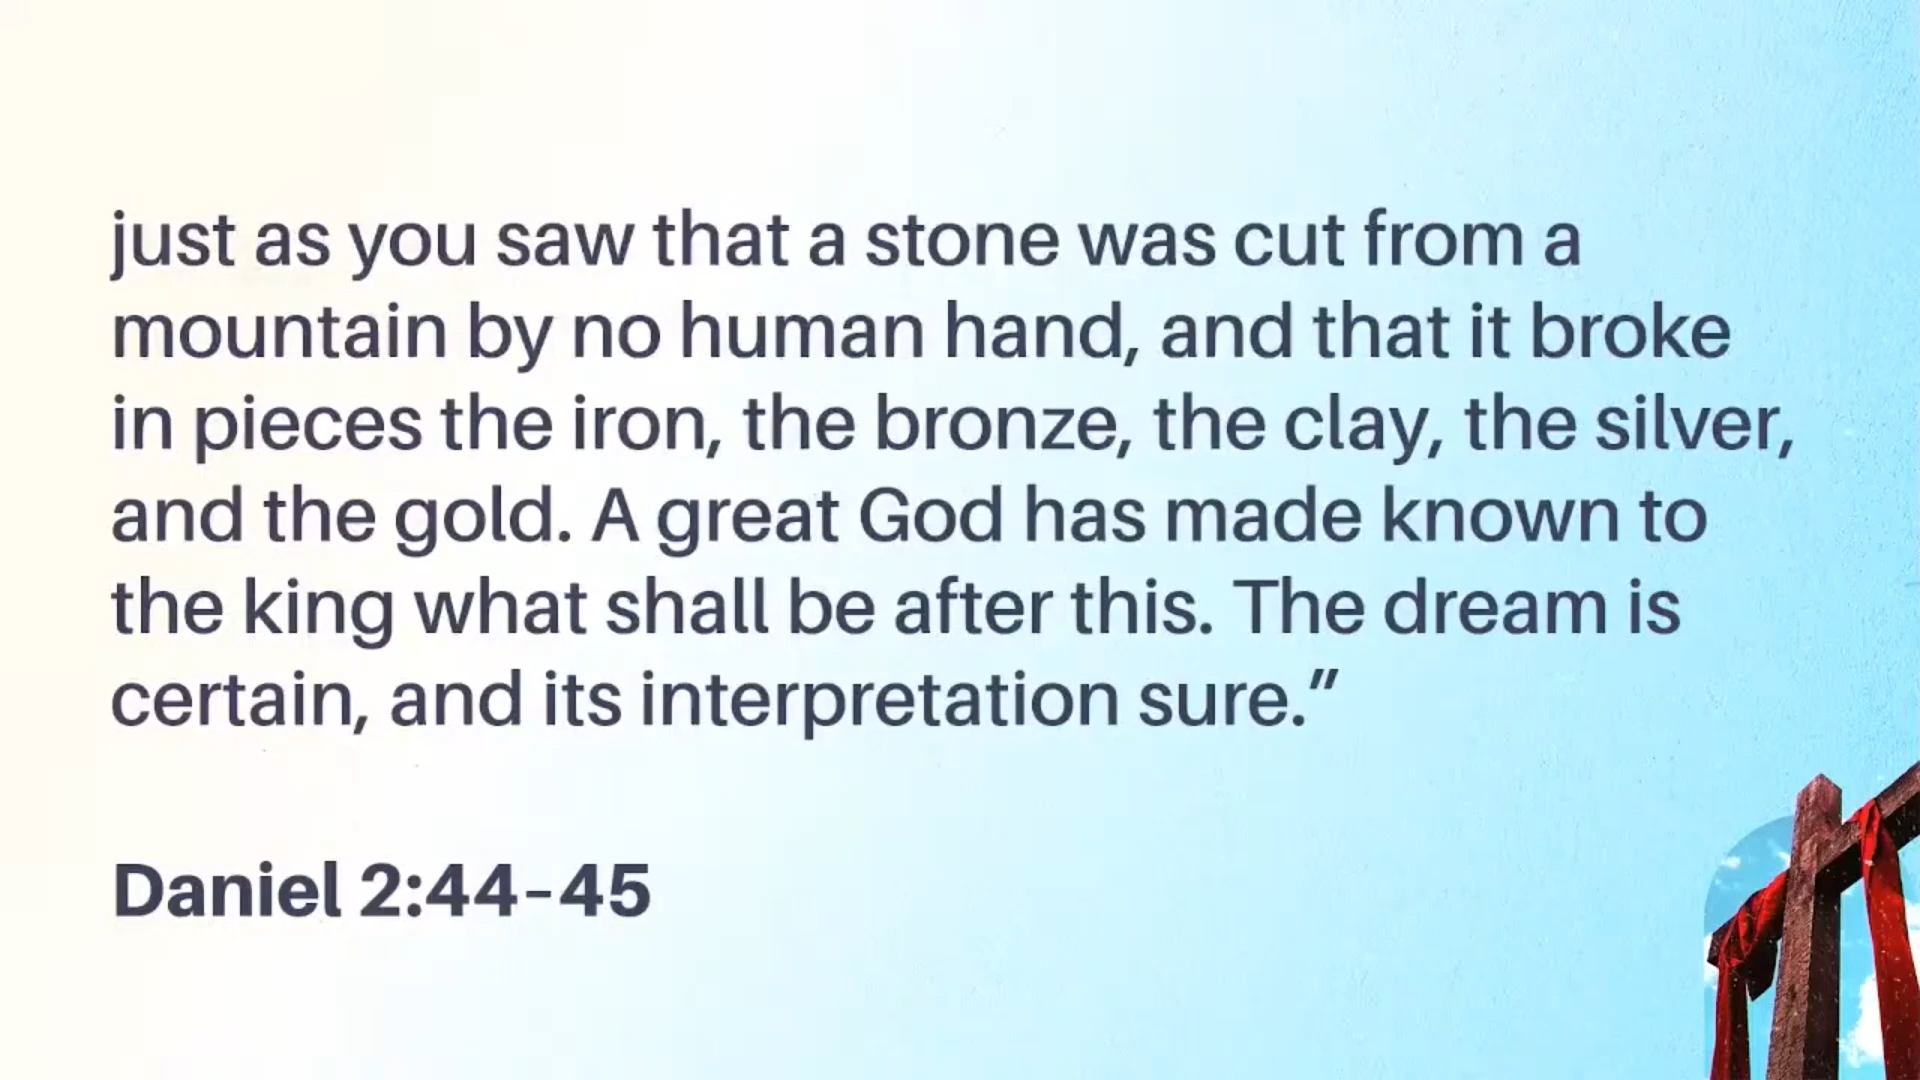 just as you saw that a stone was cut from a
mountain by no human hand, and that it broke
in pieces the iron, the bronze, the clay, the silver,
and the gold. A great God has made known to
the king what shall be after this. The dream is
certain, and its interpretation sure.”
Daniel 2:44–45